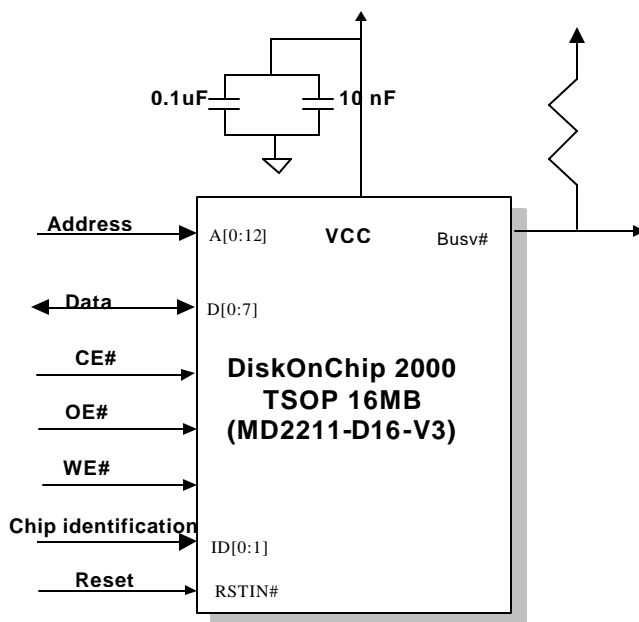 0.1uF
10 nF
Address
A[0:12]
VCC
Busv#
Data
D[0:7]
CE#
DiskOnChip 2000
TSOP 16MB
(MD2211-D16-V3)
OE#
WE#
Chip identification
ID[0:1]
Reset
RSTIN#